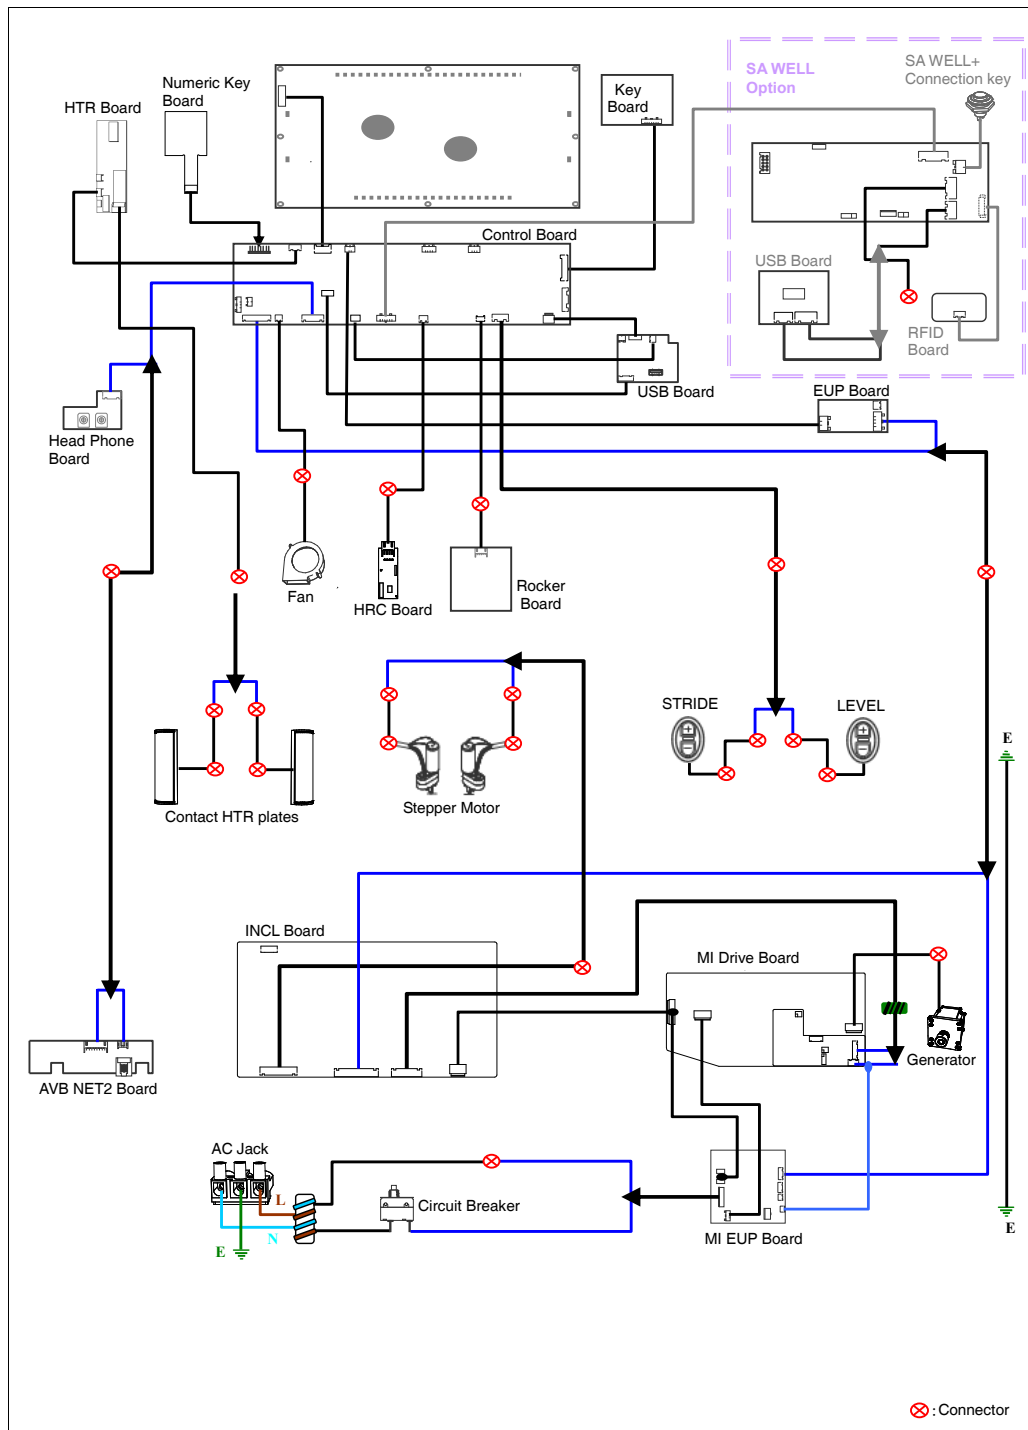 SA WELL
Option
SA WELL+
Connection key
Numeric Key
Board
HTR Board
Key
Board
Control Board
USB Board
RFID
Board
USB Board
EUP Board
Head Phone
Board
Fan
HRC Board
Rocker
Board
STRIDE
LEVEL
E
Contact HTR plates
Stepper Motor
INCL Board
MI Drive Board
Generator
AVB NET2 Board
AC Jack
L
N
E
Circuit Breaker
MI EUP Board
E
: Connector